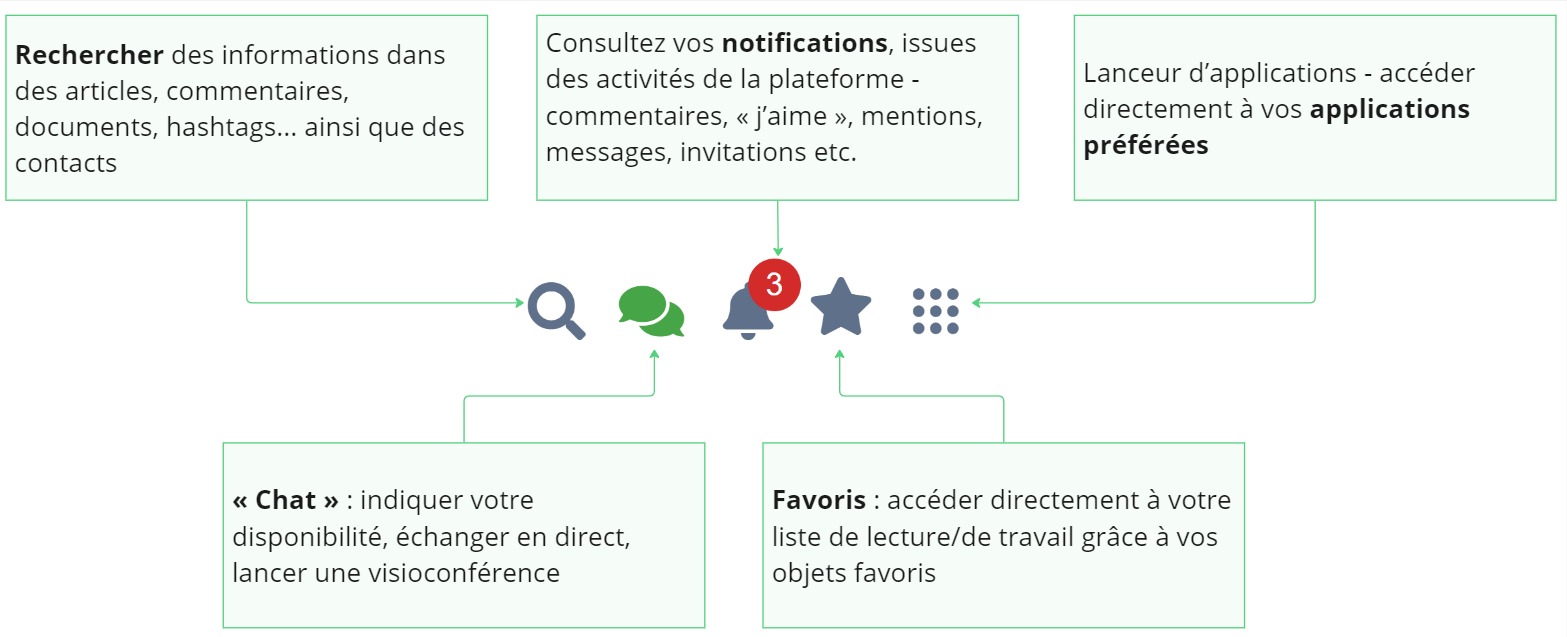 Rechercher des informations dans
des articles, commentaires,
documents, hashtags... ainsi que des
contacts
Consultez vos notifications, issues
des activités de la plateforme -
commentaires, « j’aime », mentions,
messages, invitations etc.
Lanceur d’applications - accéder
directement à vos applications
préférées
3
« Chat » : indiquer votre
disponibilité, échanger en direct,
lancer une visioconférence
Favoris : accéder directement à votre
liste de lecture/de travail grâce à vos
objets favoris